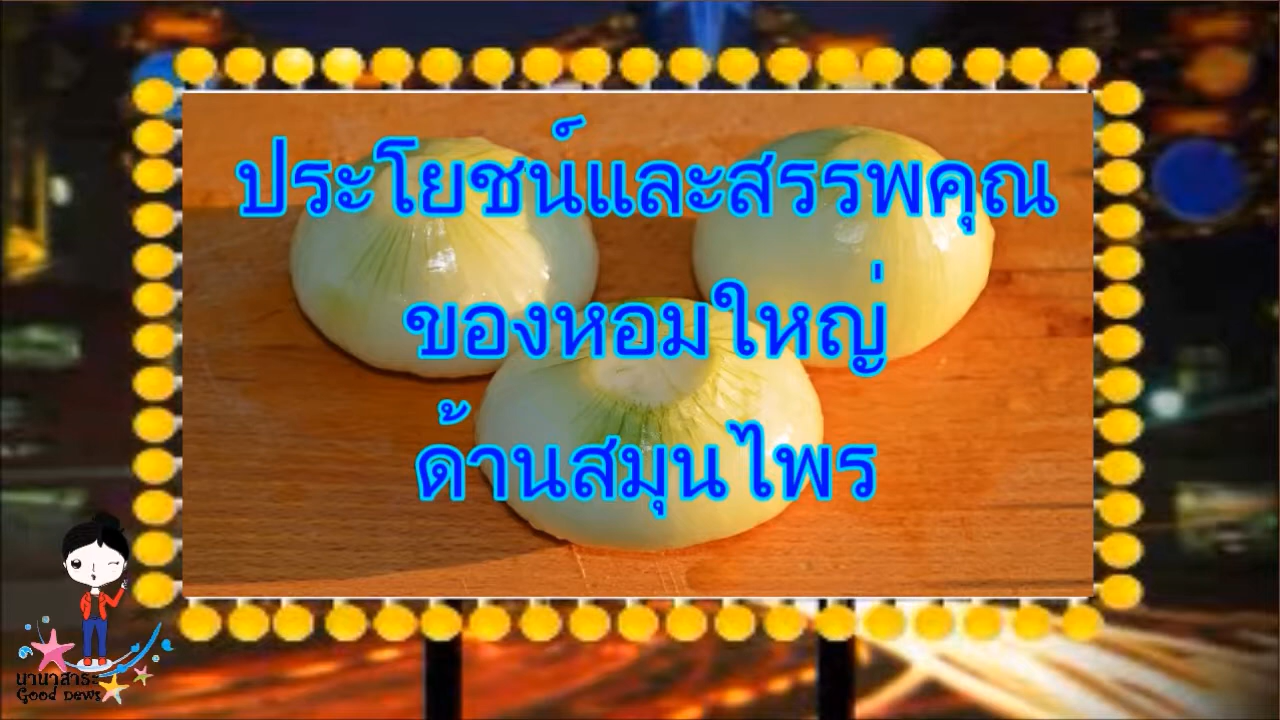 ประโยชน์และสรรพคุณ
ของหอมใหญ่
ด้านสมุนไพร
นานาสาระ
Good news